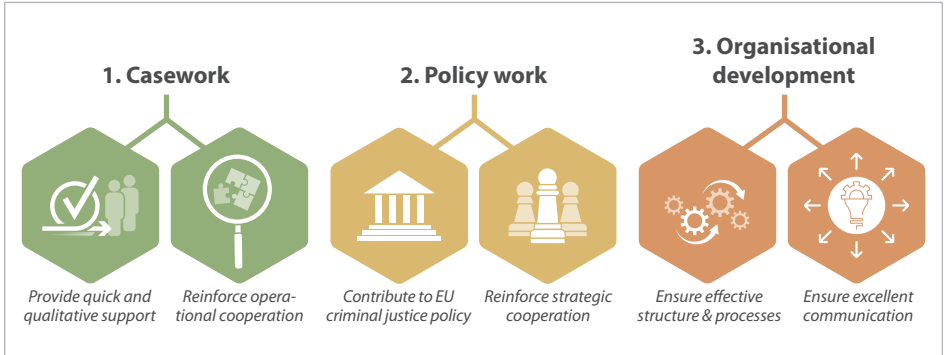 1. Casework
2. Policy work
3. Organisational
development
Provide quick and
qualitative support
Reinforce opera-
tional cooperation
Contribute to EU
criminal justice policy
Reinforce strategic
cooperation
Ensure effective
structure & processes
Ensure excellent
communication